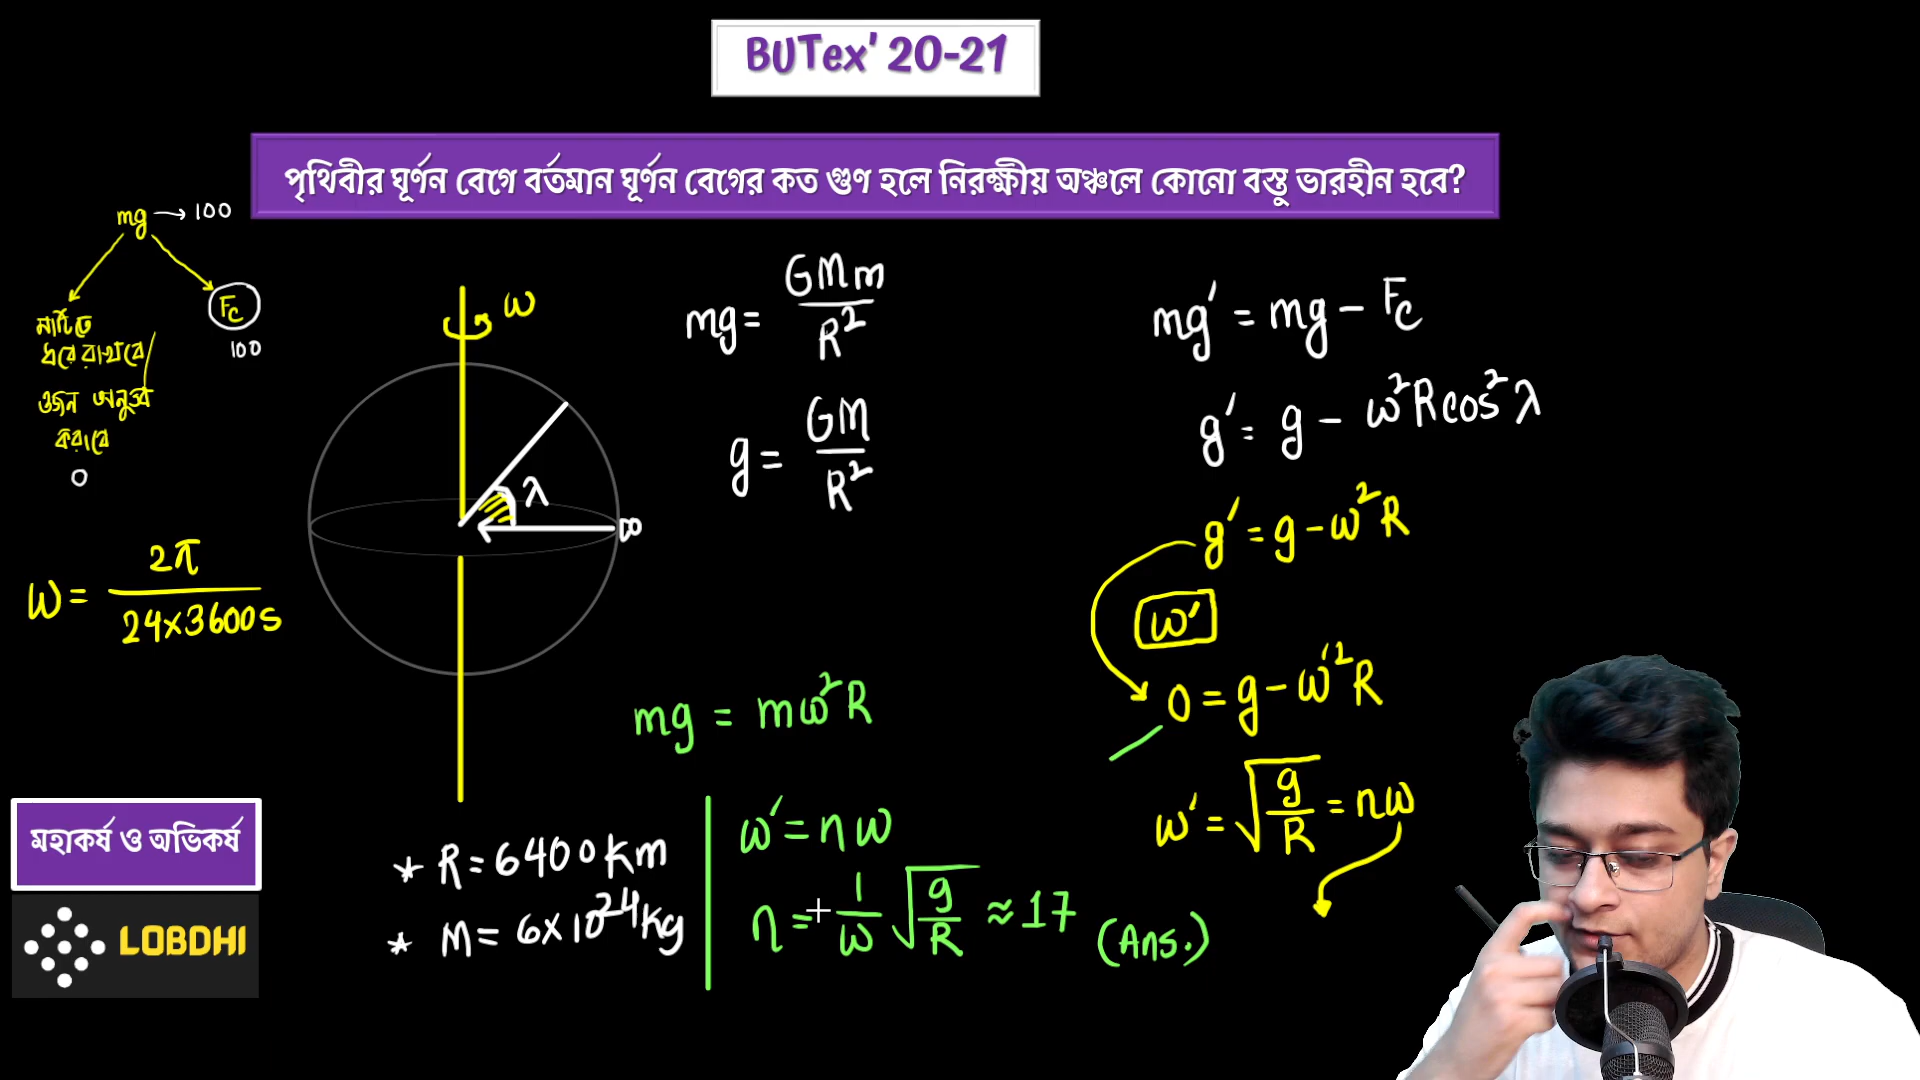 BUTex' 20-21
পৃথিবীর ঘূর্ণন বেগে বর্তমান ঘূর্ণন বেগের কত গুণ হলে নিরক্ষীয় অঞ্চলে কোনো বস্তু ভারহীন হবে?
mg → 100
মাটিতে
ধরে রাখবে/
ওজন অনুভব
করাবে
0
Fc
100
ω = 2π / 24×3600s
ω
λ
mg = GMm / R²
g = GM / R²
mg = mω²R
mg' = mg - Fc
g' = g - ω²Rcos²λ
g' = g - ω²R
ω'
0 = g - ω'²R
ω' = √(g/R) = nω
* R = 6400 Km
* M = 6×10²⁴ Kg
ω' = nω
n = 1/ω √(g/R) ≈ 17 (Ans.)
মহাকর্ষ ও অভিকর্ষ
LOBDHI